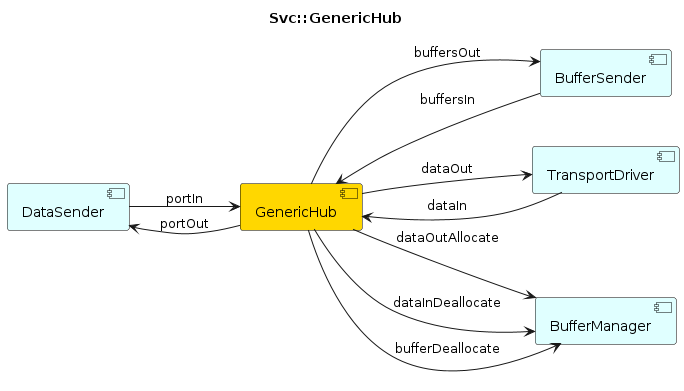 Svc::GenericHub
buffersOut
BufferSender
buffersIn
dataOut
TransportDriver
portIn
DataSender
GenericHub
dataIn
portOut
dataOutAllocate
dataInDeallocate
BufferManager
bufferDeallocate